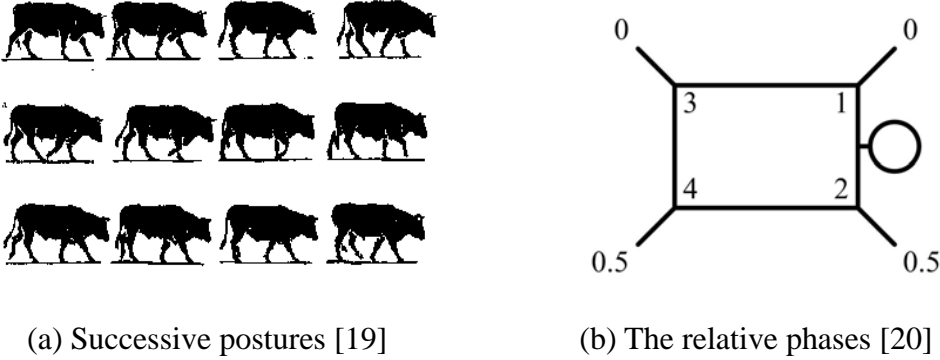 0 0
3 1
a
4 2
0.5 0.5
(a) Successive postures [19] (b) The relative phases [20]